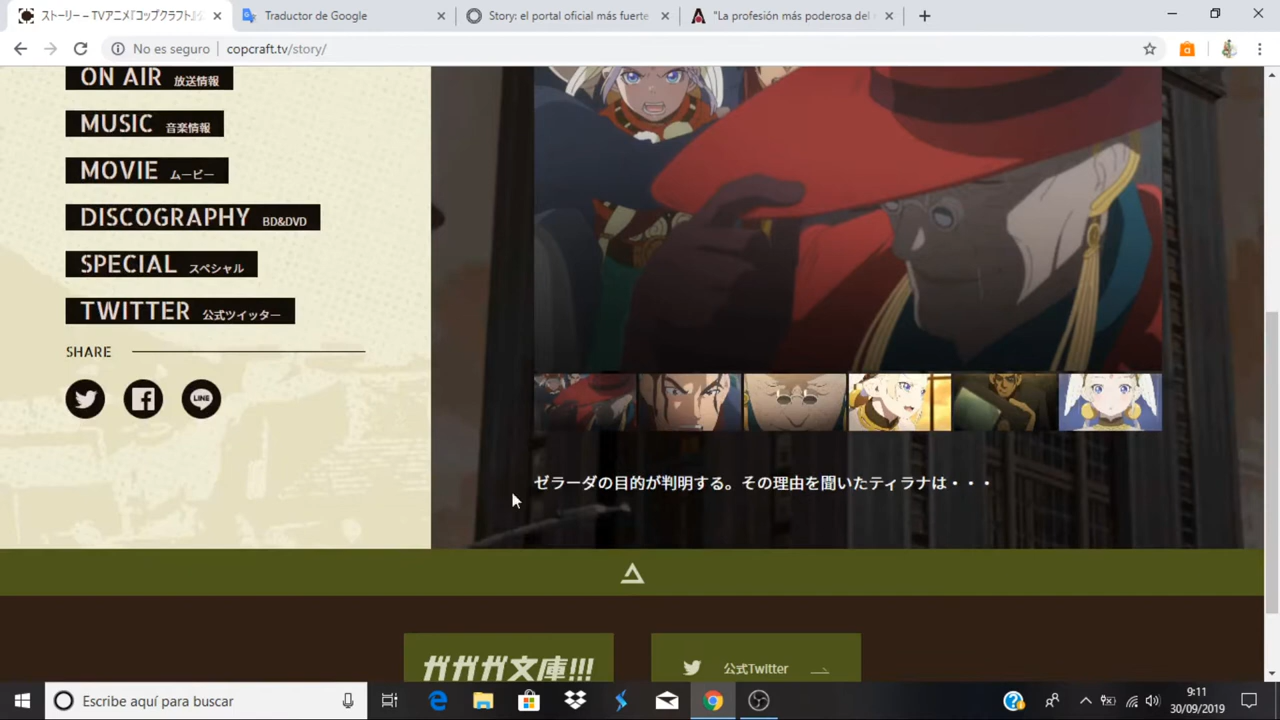 ストーリー – TVアニメ『コップクラフト』公
Traductor de Google
Story: el portal oficial más fuerte
"La profesión más poderosa del
No es seguro
copcraft.tv/story/
ON AIR 放送情報
MUSIC 音楽情報
MOVIE ムービー
DISCOGRAPHY BD&DVD
SPECIAL スペシャル
TWITTER 公式ツイッター
SHARE
LINE
ゼラーダの目的が判明する。その理由を聞いたティラナは・・・
ガガガ文庫!!!
公式Twitter
Escribe aquí para buscar
9:11
30/09/2019